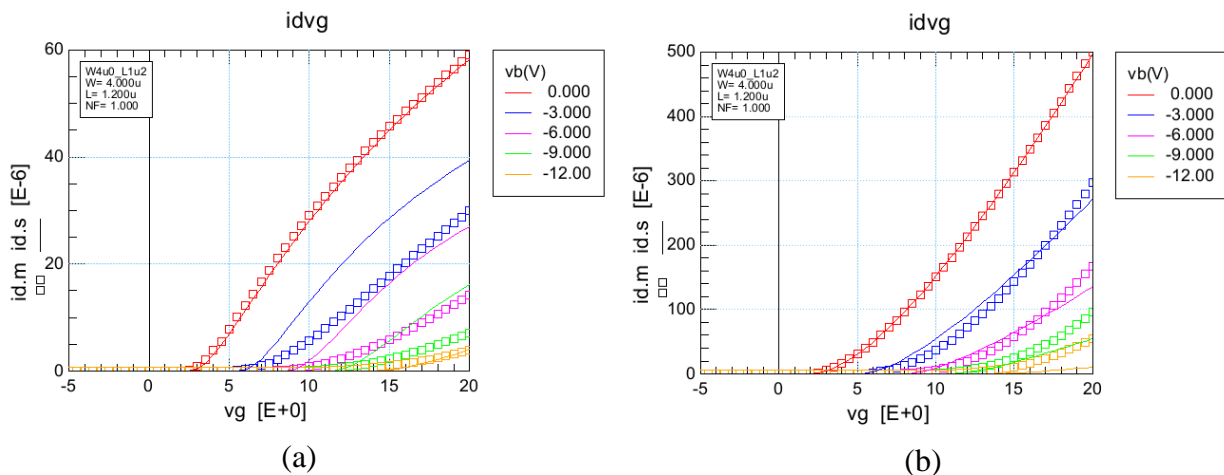 idvg
60
40
20
0
id.m id.s [E-6]
W4u0_L1u2
W= 4.000u
L= 1.200u
NF= 1.000
-5 0 5 10 15 20
vg [E+0]
vb(V)
0.000
-3.000
-6.000
-9.000
-12.00
(a)
idvg
500
400
300
200
100
0
id.m id.s [E-6]
W4u0_L1u2
W= 4.000u
L= 1.200u
NF= 1.000
-5 0 5 10 15 20
vg [E+0]
vb(V)
0.000
-3.000
-6.000
-9.000
-12.00
(b)